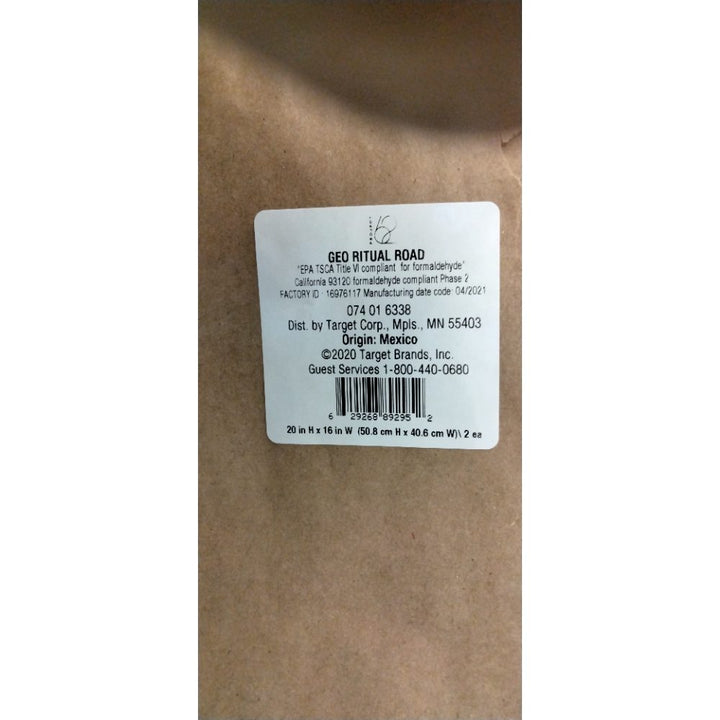 GEO RITUAL ROAD
"EPA TSCA Title VI compliant for formaldehyde"
California 93120 formaldehyde compliant Phase 2
FACTORY ID : 16976117 Manufacturing date code: 04/2021
074 01 6338
Dist. by Target Corp., Mpls., MN 55403
Origin: Mexico
©2020 Target Brands, Inc.
Guest Services 1-800-440-0680
6 29268 89295 2
20 in H x 16 in W (50.8 cm H x 40.6 cm W)\ 2 ea